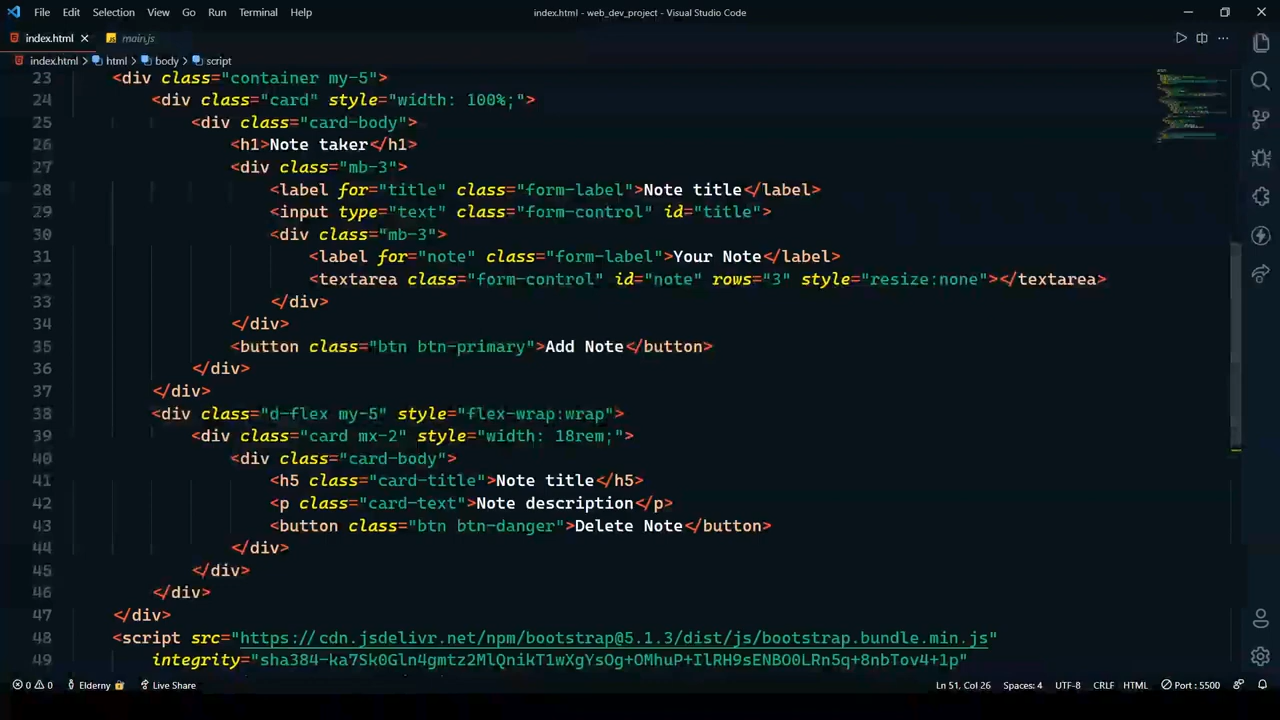 File Edit Selection View Go Run Terminal Help index.html - web_dev_project - Visual Studio Code
index.html main.js
index.html > html > body > script
23 <div class="container my-5">
24 <div class="card" style="width: 100%;">
25 <div class="card-body">
26 <h1>Note taker</h1>
27 <div class="mb-3">
28 <label for="title" class="form-label">Note title</label>
29 <input type="text" class="form-control" id="title">
30 <div class="mb-3">
31 <label for="note" class="form-label">Your Note</label>
32 <textarea class="form-control" id="note" rows="3" style="resize:none"></textarea>
33 </div>
34 </div>
35 <button class="btn btn-primary">Add Note</button>
36 </div>
37 </div>
38 <div class="d-flex my-5" style="flex-wrap:wrap">
39 <div class="card mx-2" style="width: 18rem;">
40 <div class="card-body">
41 <h5 class="card-title">Note title</h5>
42 <p class="card-text">Note description</p>
43 <button class="btn btn-danger">Delete Note</button>
44 </div>
45 </div>
46 </div>
47 </div>
48 <script src="https://cdn.jsdelivr.net/npm/bootstrap@5.1.3/dist/js/bootstrap.bundle.min.js"
49 integrity="sha384-ka7Sk0Gln4gmtz2MlQnikT1wXgYsOg+OMhuP+IlRH9sENBO0LRn5q+8nbTov4+1p"
0 0 Elderny Live Share Ln 51, Col 26 Spaces: 4 UTF-8 CRLF HTML Port : 5500